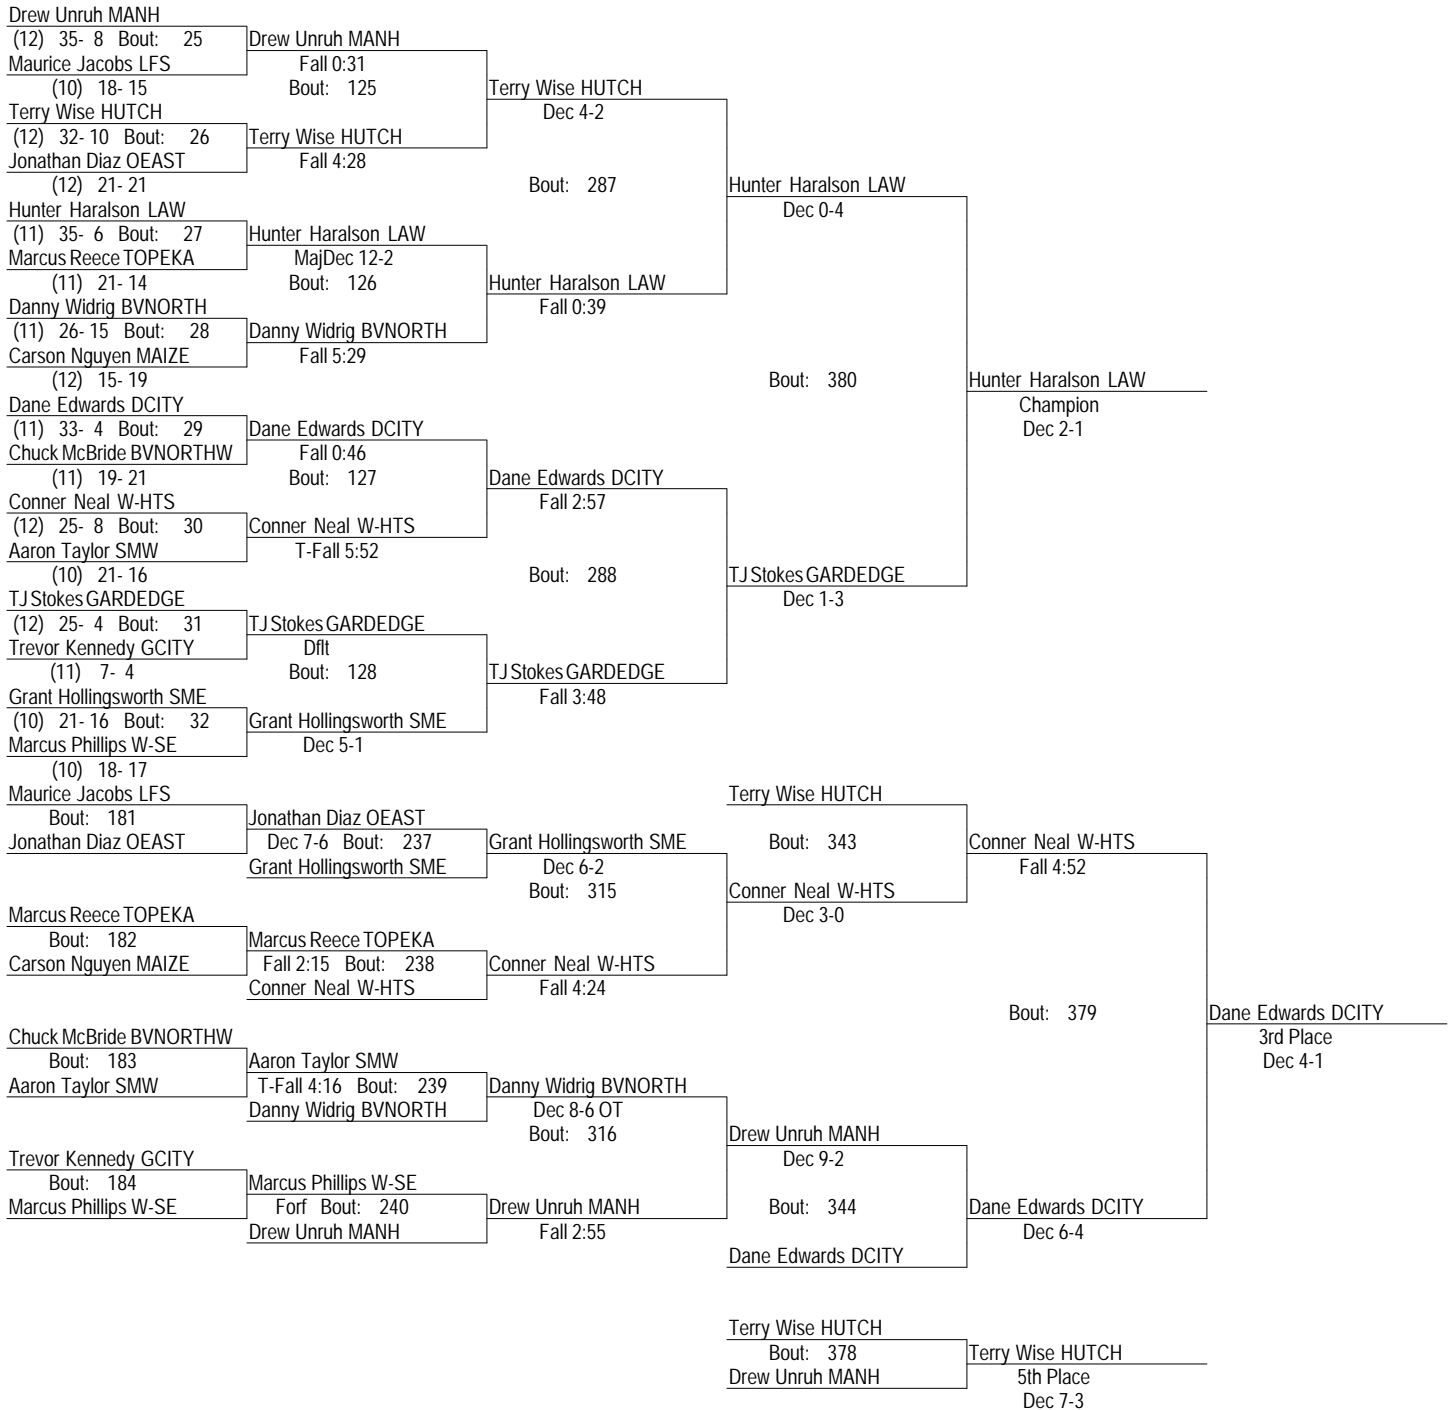 Drew Unruh MANH
(12) 35- 8 Bout: 25 Drew Unruh MANH
Maurice Jacobs LFS Fall 0:31
(10) 18- 15 Bout: 125 Terry Wise HUTCH
Terry Wise HUTCH Dec 4-2
(12) 32- 10 Bout: 26 Terry Wise HUTCH
Jonathan Diaz OEAST Fall 4:28
(12) 21- 21 Bout: 287 Hunter Haralson LAW
Hunter Haralson LAW Dec 0-4
(11) 35- 6 Bout: 27 Hunter Haralson LAW
Marcus Reece TOPEKA MajDec 12-2
(11) 21- 14 Bout: 126 Hunter Haralson LAW
Danny Widrig BVNORTH Fall 0:39
(11) 26- 15 Bout: 28 Danny Widrig BVNORTH
Carson Nguyen MAIZE Fall 5:29
(12) 15- 19 Bout: 380 Hunter Haralson LAW
Dane Edwards DCITY Champion
(11) 33- 4 Bout: 29 Dane Edwards DCITY Dec 2-1
Chuck McBride BVNORTHW Fall 0:46
(11) 19- 21 Bout: 127 Dane Edwards DCITY
Conner Neal W-HTS Fall 2:57
(12) 25- 8 Bout: 30 Conner Neal W-HTS
Aaron Taylor SMW T-Fall 5:52
(10) 21- 16 Bout: 288 TJ Stokes GARDEDGE
TJ Stokes GARDEDGE Dec 1-3
(12) 25- 4 Bout: 31 TJ Stokes GARDEDGE
Trevor Kennedy GCITY Dflt
(11) 7- 4 Bout: 128 TJ Stokes GARDEDGE
Grant Hollingsworth SME Fall 3:48
(10) 21- 16 Bout: 32 Grant Hollingsworth SME
Marcus Phillips W-SE Dec 5-1
(10) 18- 17
Maurice Jacobs LFS Terry Wise HUTCH
Bout: 181 Jonathan Diaz OEAST
Jonathan Diaz OEAST Dec 7-6 Bout: 237 Grant Hollingsworth SME Bout: 343 Conner Neal W-HTS
Grant Hollingsworth SME Dec 6-2 Fall 4:52
Bout: 315 Conner Neal W-HTS
Marcus Reece TOPEKA Dec 3-0
Bout: 182 Marcus Reece TOPEKA
Carson Nguyen MAIZE Fall 2:15 Bout: 238 Conner Neal W-HTS
Conner Neal W-HTS Fall 4:24
Bout: 379 Dane Edwards DCITY
Chuck McBride BVNORTHW 3rd Place
Bout: 183 Aaron Taylor SMW Dec 4-1
Aaron Taylor SMW T-Fall 4:16 Bout: 239 Danny Widrig BVNORTH
Danny Widrig BVNORTH Dec 8-6 OT
Bout: 316 Drew Unruh MANH
Trevor Kennedy GCITY Dec 9-2
Bout: 184 Marcus Phillips W-SE
Marcus Phillips W-SE Forf Bout: 240 Drew Unruh MANH Bout: 344 Dane Edwards DCITY
Drew Unruh MANH Fall 2:55 Dec 6-4
Dane Edwards DCITY
Terry Wise HUTCH
Bout: 378 Terry Wise HUTCH
Drew Unruh MANH 5th Place
Dec 7-3